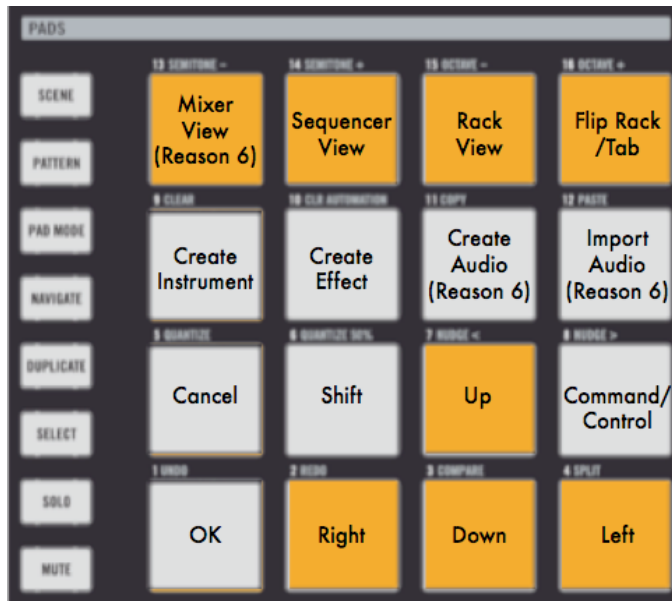 PADS
13 SEMITONE -
14 SEMITONE +
15 OCTAVE -
16 OCTAVE +
SCENE
PATTERN
PAD MODE
NAVIGATE
DUPLICATE
SELECT
SOLO
MUTE
Mixer
View
(Reason 6)
Sequencer
View
Rack
View
Flip Rack
/Tab
9 CLEAR
10 CLR AUTOMATION
11 COPY
12 PASTE
Create
Instrument
Create
Effect
Create
Audio
(Reason 6)
Import
Audio
(Reason 6)
5 QUANTIZE
6 QUANTIZE 50%
7 NUDGE <
8 NUDGE >
Cancel
Shift
Up
Command/
Control
1 UNDO
2 REDO
3 COMPARE
4 SPLIT
OK
Right
Down
Left